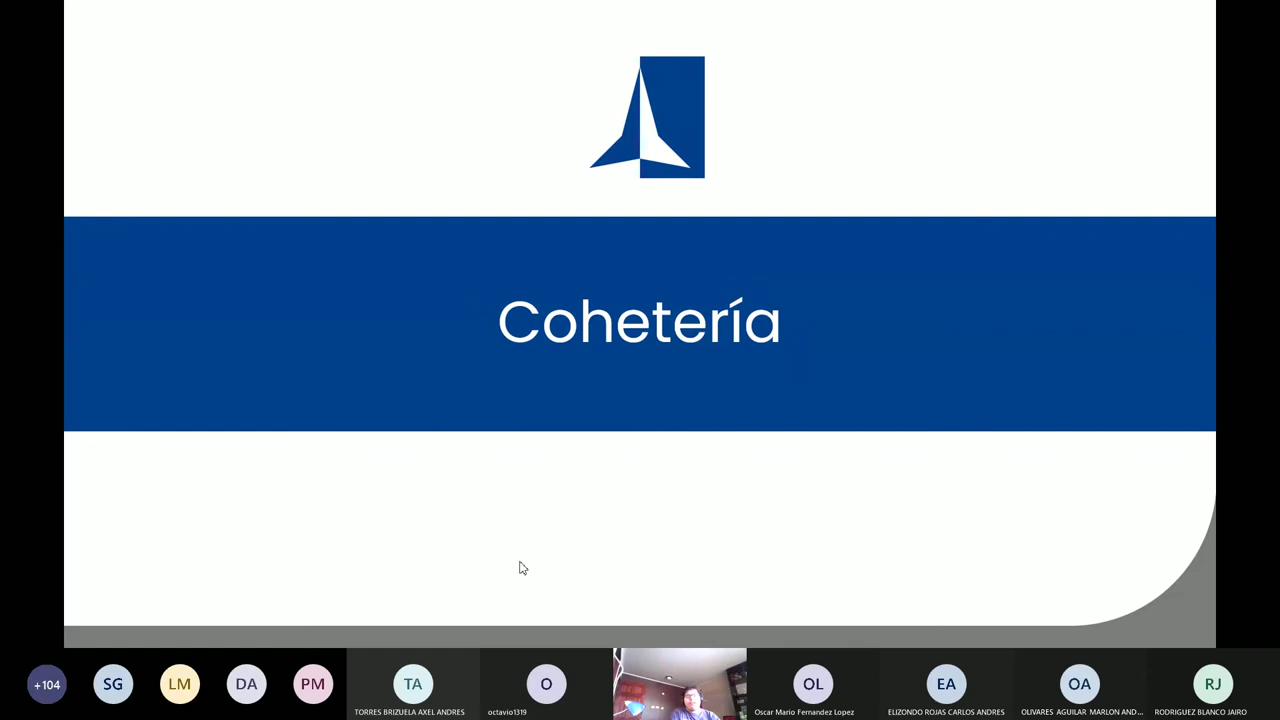 Cohetería
+104
SG
LM
DA
PM
TA
TORRES BRIZUELA AXEL ANDRES
O
octavio1319
OL
Oscar Mario Fernandez Lopez
EA
ELIZONDO ROJAS CARLOS ANDRES
OA
OLIVARES AGUILAR MARLON AND...
RJ
RODRIGUEZ BLANCO JAIRO